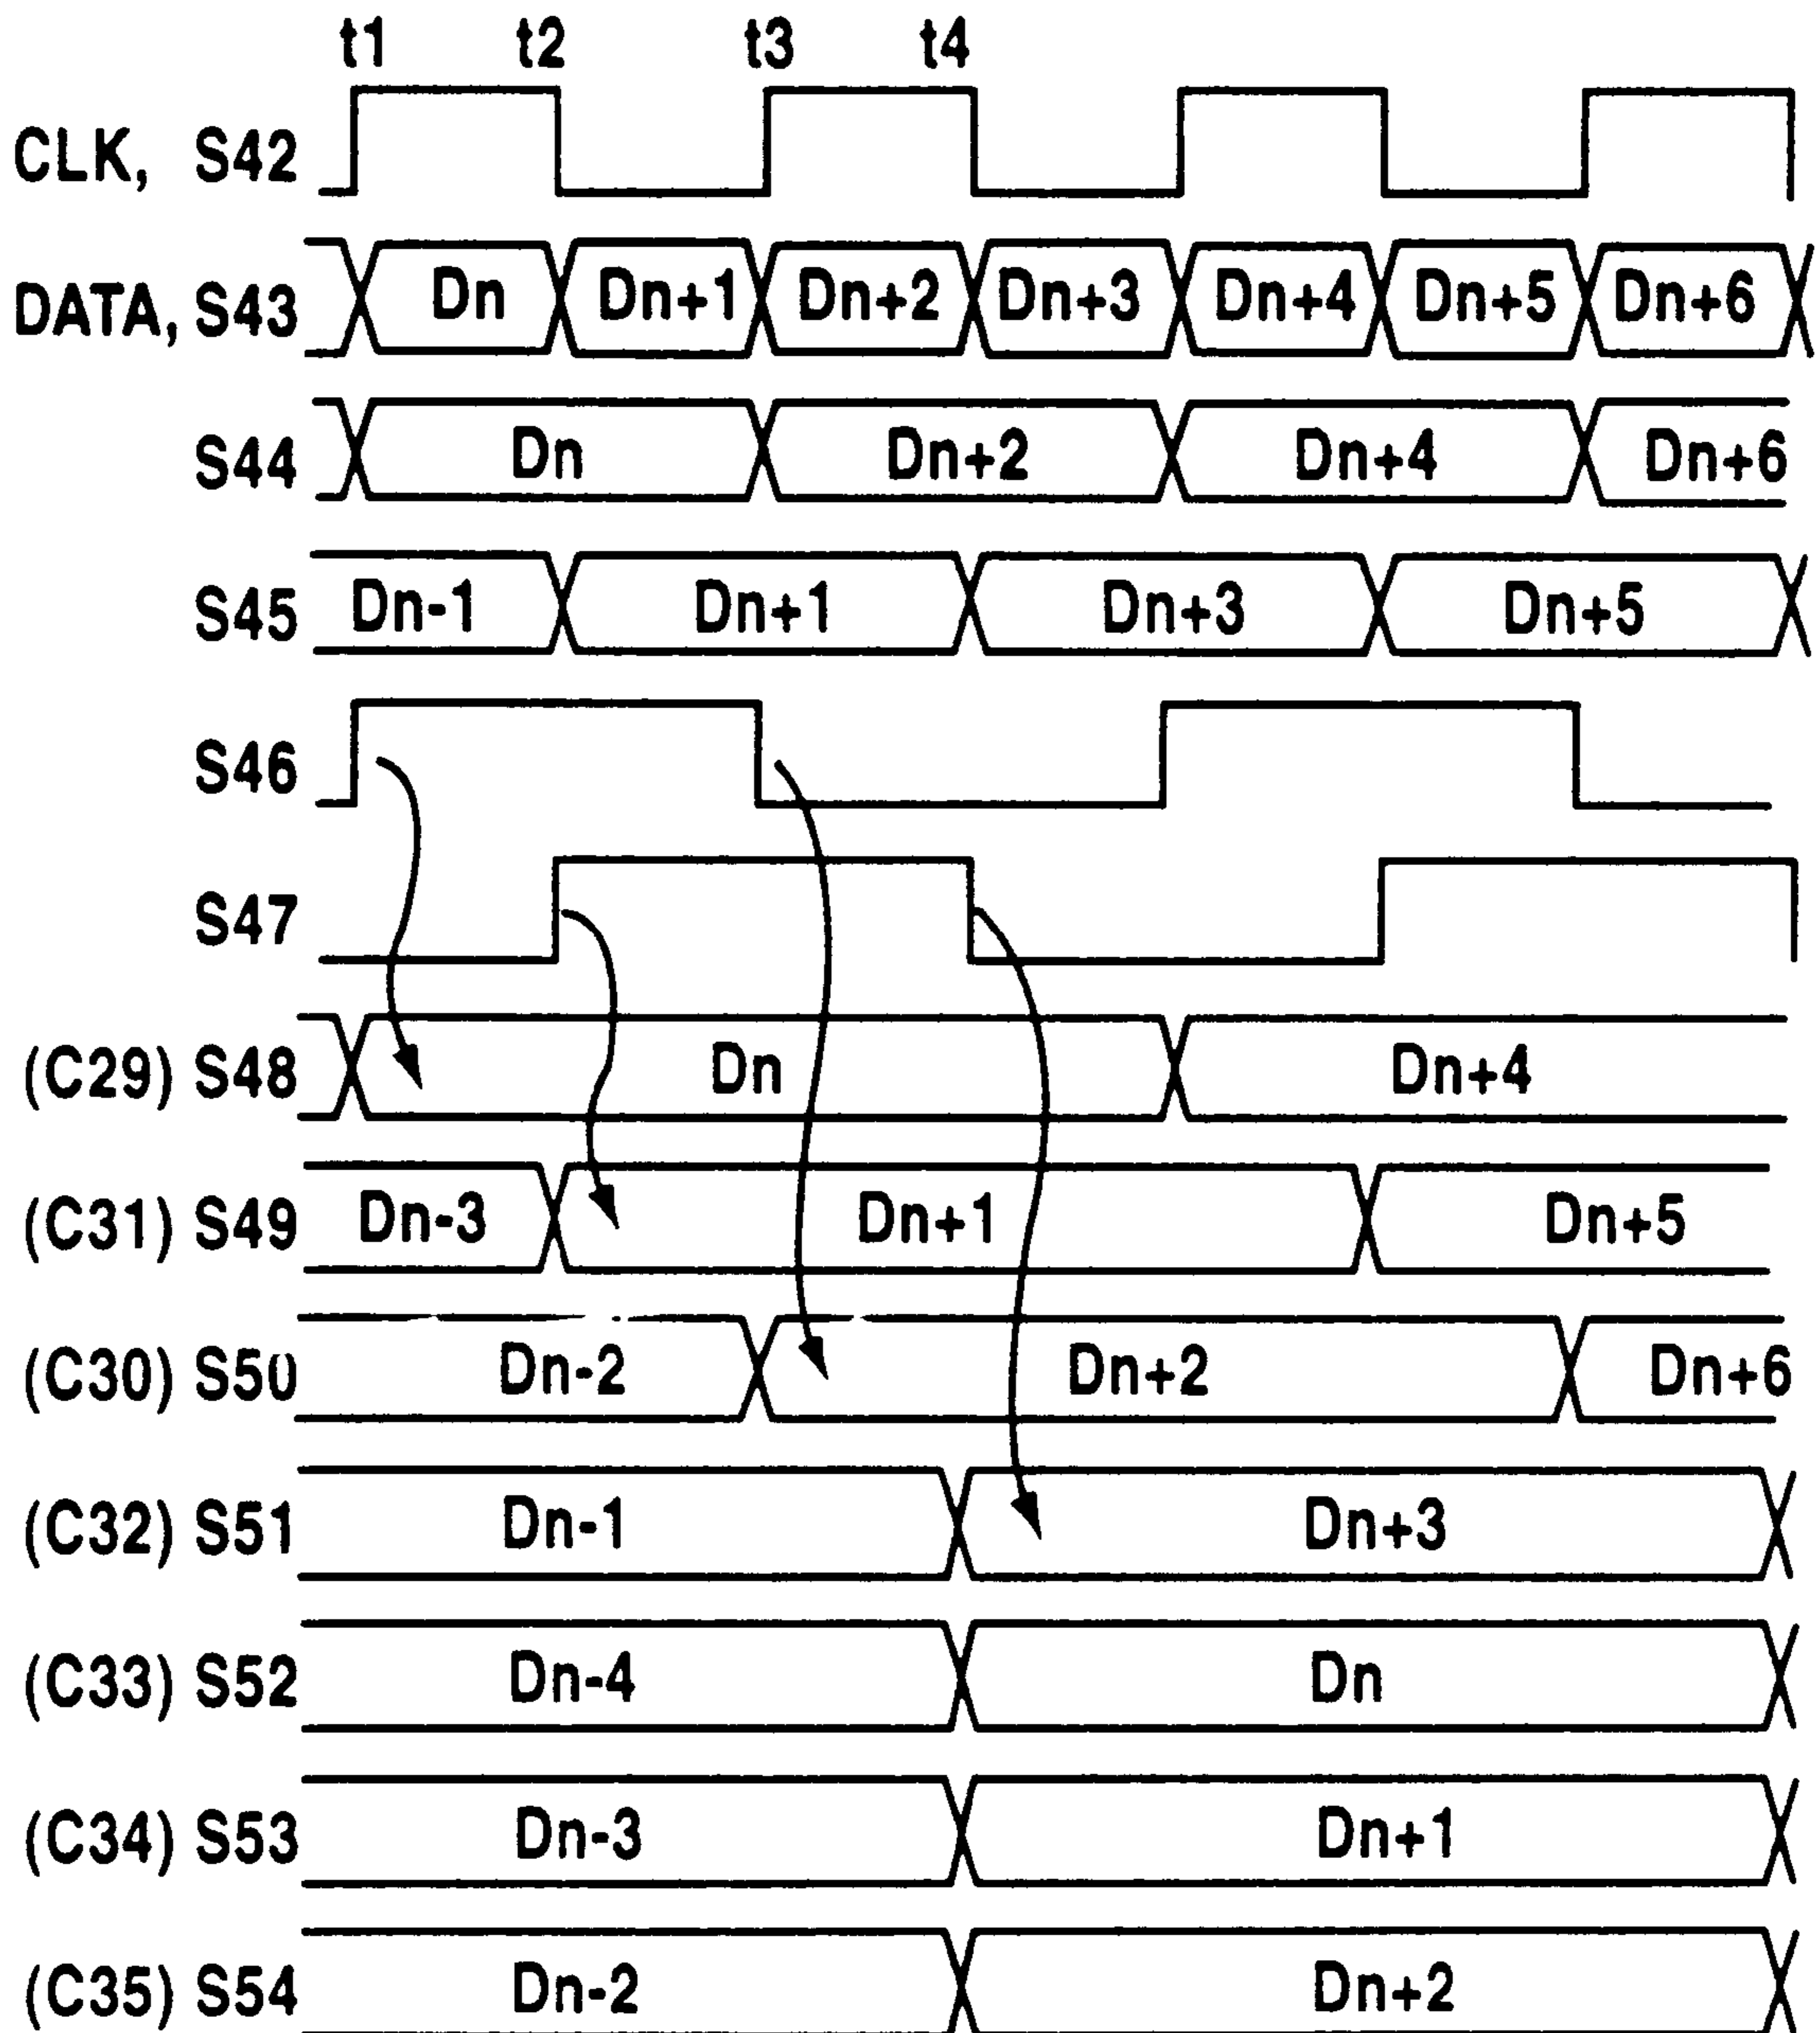 t1 t2 t3 t4
CLK, S42
DATA, S43 Dn Dn+1 Dn+2 Dn+3 Dn+4 Dn+5 Dn+6
S44 Dn Dn+2 Dn+4 Dn+6
S45 Dn-1 Dn+1 Dn+3 Dn+5
S46
S47
(C29) S48 Dn Dn+4
(C31) S49 Dn-3 Dn+1 Dn+5
(C30) S50 Dn-2 Dn+2 Dn+6
(C32) S51 Dn-1 Dn+3
(C33) S52 Dn-4 Dn
(C34) S53 Dn-3 Dn+1
(C35) S54 Dn-2 Dn+2